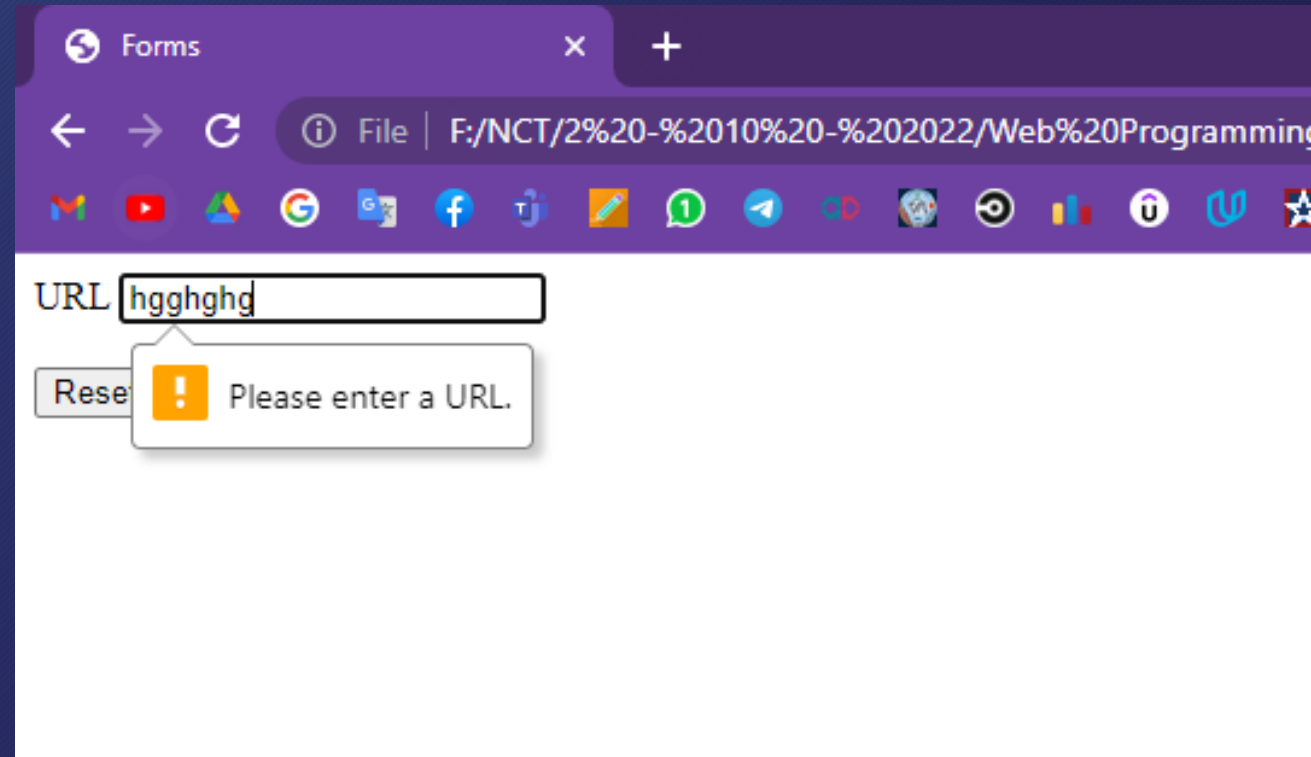 Forms
File F:/NCT/2%20-%2010%20-%202022/Web%20Programming
URL hgghghg
Reset
Please enter a URL.